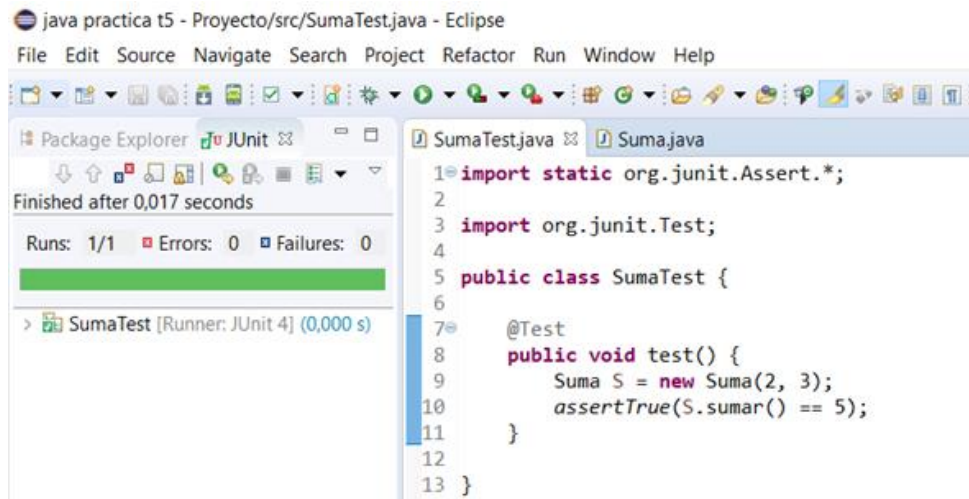 java practica t5 - Proyecto/src/SumaTest.java - Eclipse
File Edit Source Navigate Search Project Refactor Run Window Help
Package Explorer JUnit
Finished after 0,017 seconds
Runs: 1/1 Errors: 0 Failures: 0
SumaTest [Runner: JUnit 4] (0,000 s)
SumaTest.java Suma.java
1 import static org.junit.Assert.*;
2
3 import org.junit.Test;
4
5 public class SumaTest {
6
7 @Test
8 public void test() {
9 Suma S = new Suma(2, 3);
10 assertTrue(S.sumar() == 5);
11 }
12
13 }